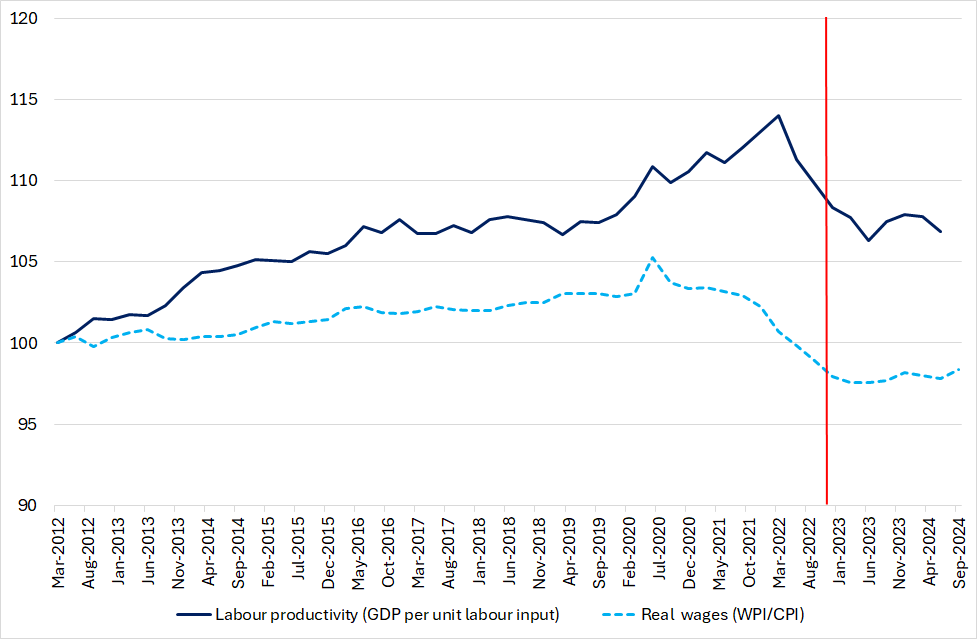 120
115
110
105
100
95
90
Mar-2012
Aug-2012
Jan-2013
Jun-2013
Nov-2013
Apr-2014
Sep-2014
Feb-2015
Jul-2015
Dec-2015
May-2016
Oct-2016
Mar-2017
Aug-2017
Jan-2018
Jun-2018
Nov-2018
Apr-2019
Sep-2019
Feb-2020
Jul-2020
Dec-2020
May-2021
Oct-2021
Mar-2022
Aug-2022
Jan-2023
Jun-2023
Nov-2023
Apr-2024
Sep-2024
Labour productivity (GDP per unit labour input) Real wages (WPI/CPI)